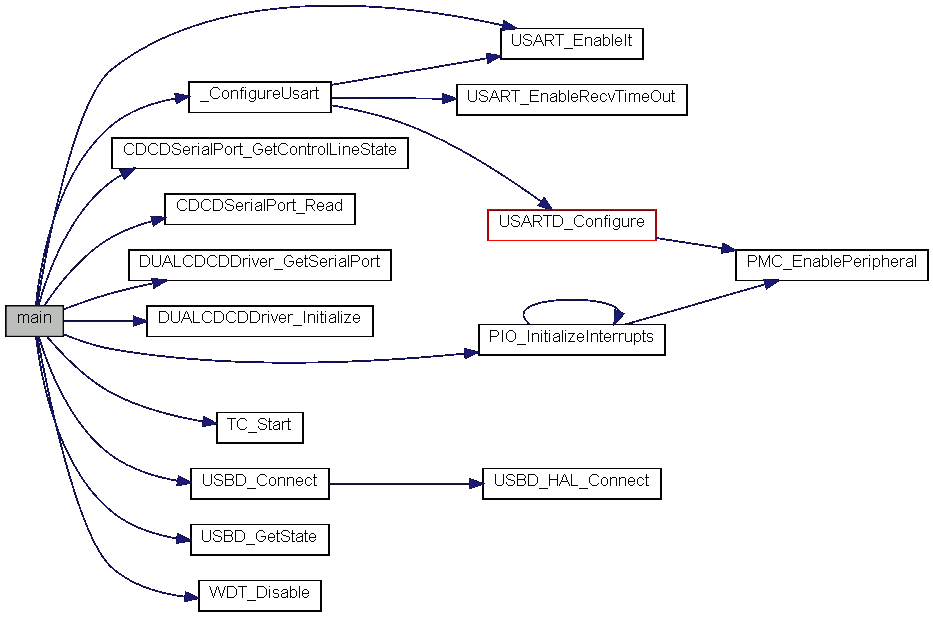 USART_EnableIt
_ConfigureUsart
USART_EnableRecvTimeOut
CDCDSerialPort_GetControlLineState
CDCDSerialPort_Read
USARTD_Configure
DUALCDCDDriver_GetSerialPort
PMC_EnablePeripheral
main
DUALCDCDDriver_Initialize
PIO_InitializeInterrupts
TC_Start
USBD_Connect
USBD_HAL_Connect
USBD_GetState
WDT_Disable